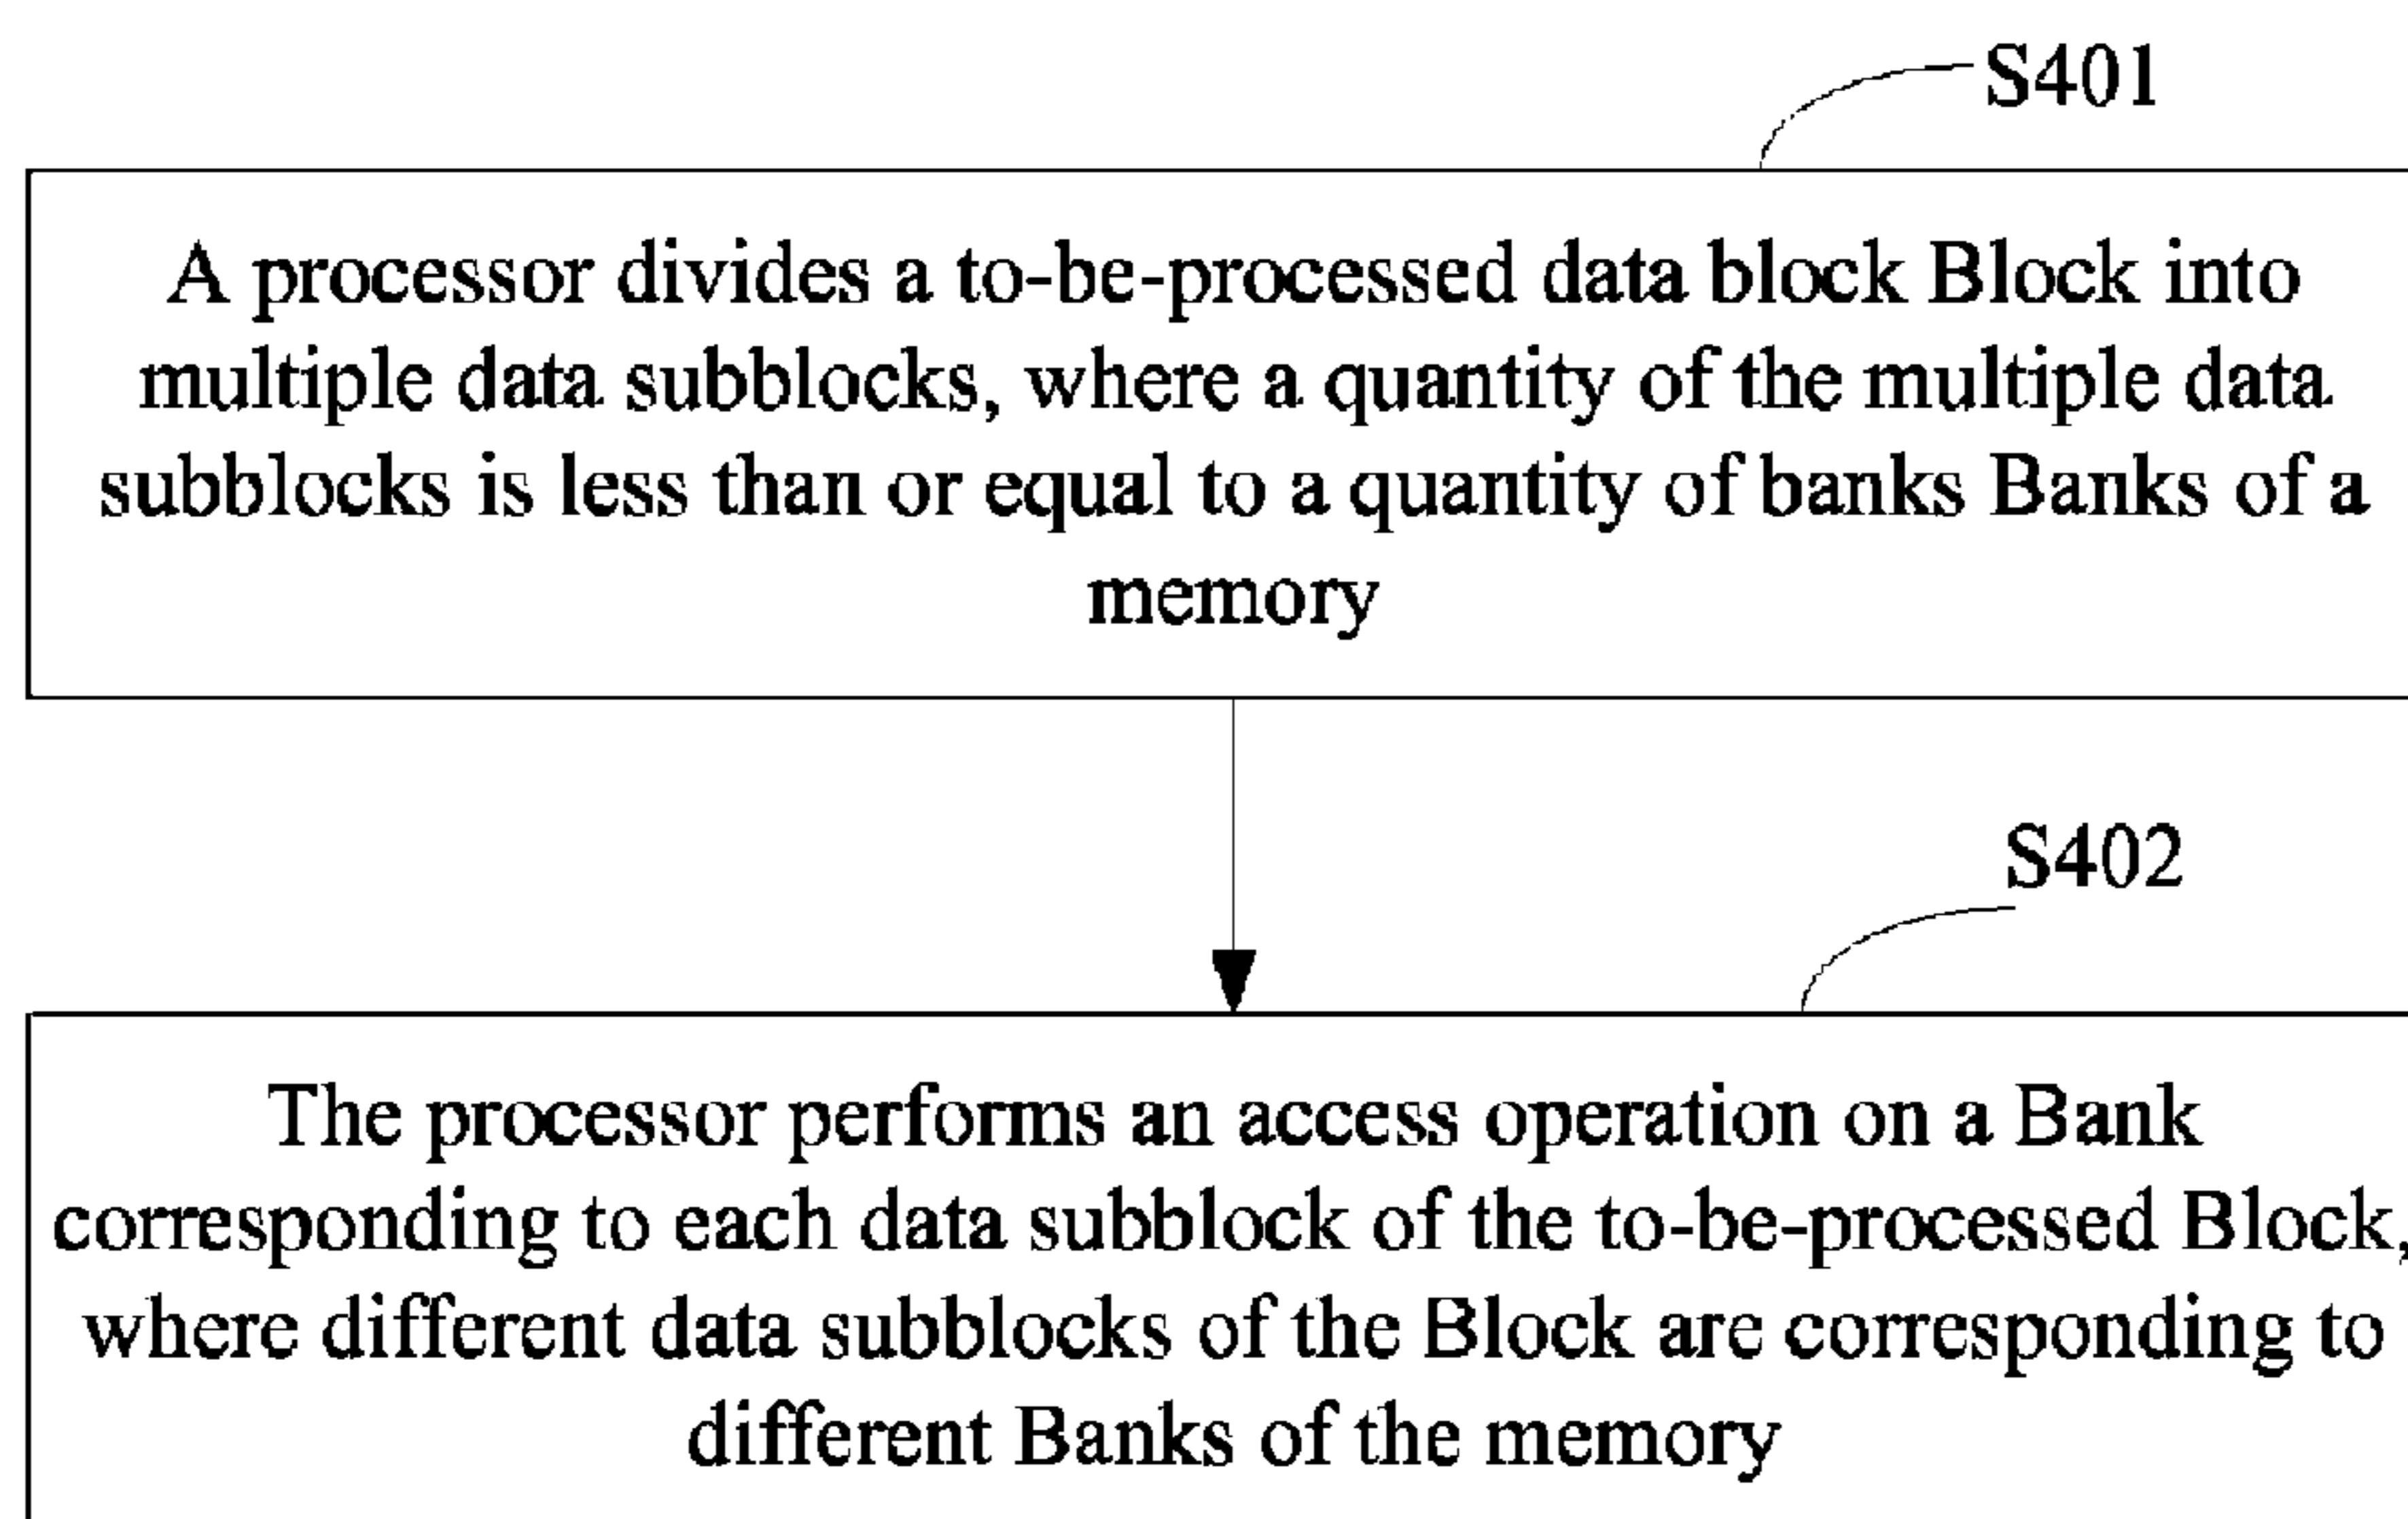 S401
A processor divides a to-be-processed data block Block into
multiple data subblocks, where a quantity of the multiple data
subblocks is less than or equal to a quantity of banks Banks of a
memory
S402
The processor performs an access operation on a Bank
corresponding to each data subblock of the to-be-processed Block,
where different data subblocks of the Block are corresponding to
different Banks of the memory